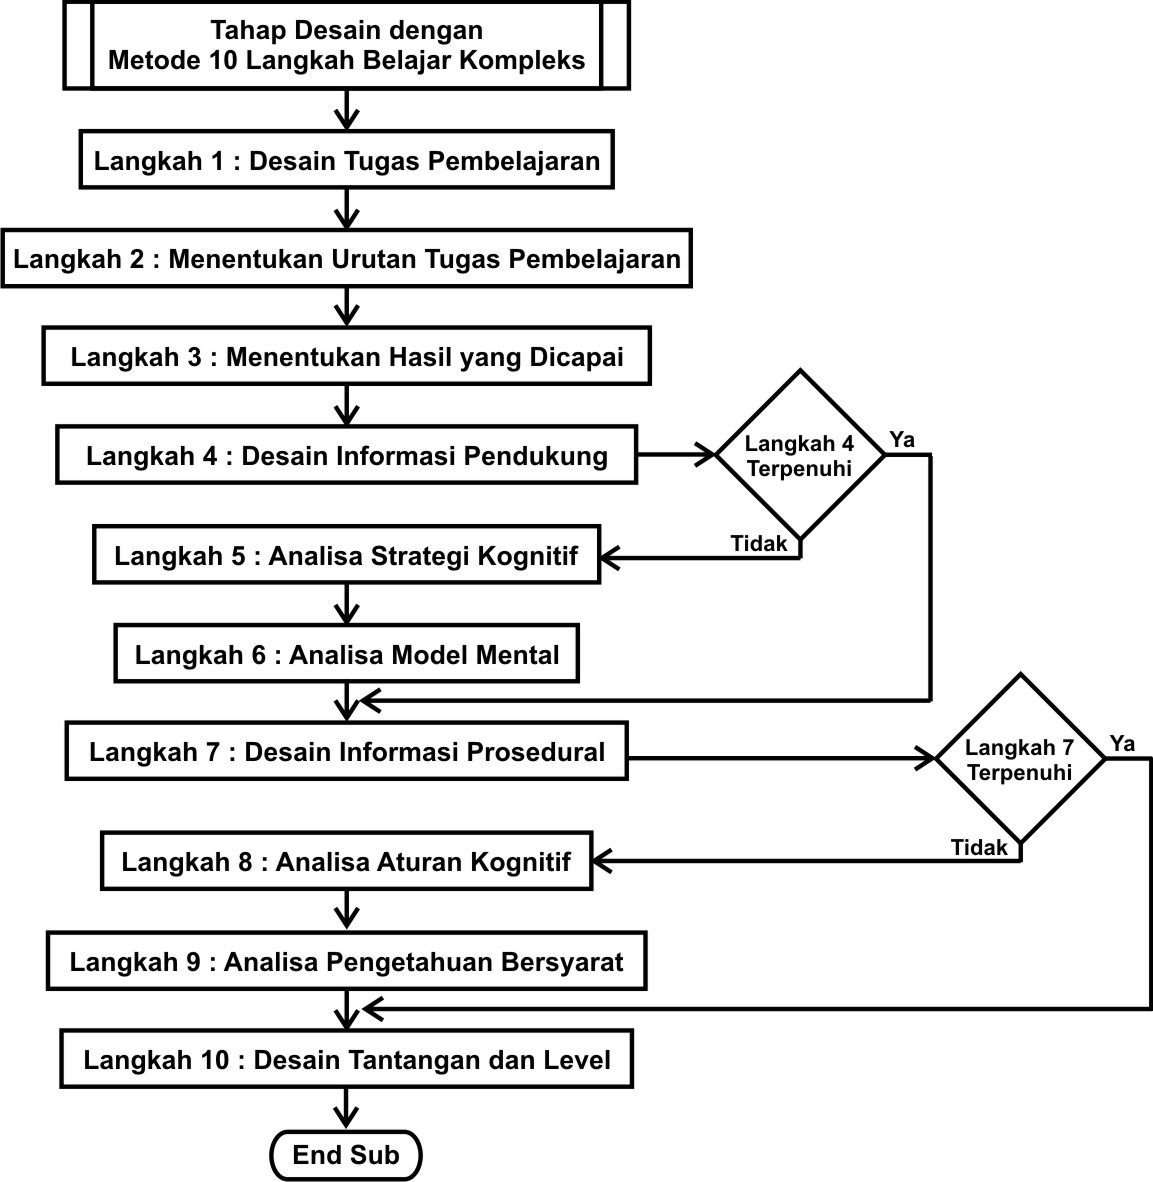 Tahap Desain dengan
Metode 10 Langkah Belajar Kompleks
Langkah 1 : Desain Tugas Pembelajaran
Langkah 2 : Menentukan Urutan Tugas Pembelajaran
Langkah 3 : Menentukan Hasil yang Dicapai
Langkah 4 : Desain Informasi Pendukung
Langkah 4
Terpenuhi
Ya
Tidak
Langkah 5 : Analisa Strategi Kognitif
Langkah 6 : Analisa Model Mental
Langkah 7 : Desain Informasi Prosedural
Langkah 7
Terpenuhi
Ya
Tidak
Langkah 8 : Analisa Aturan Kognitif
Langkah 9 : Analisa Pengetahuan Bersyarat
Langkah 10 : Desain Tantangan dan Level
End Sub